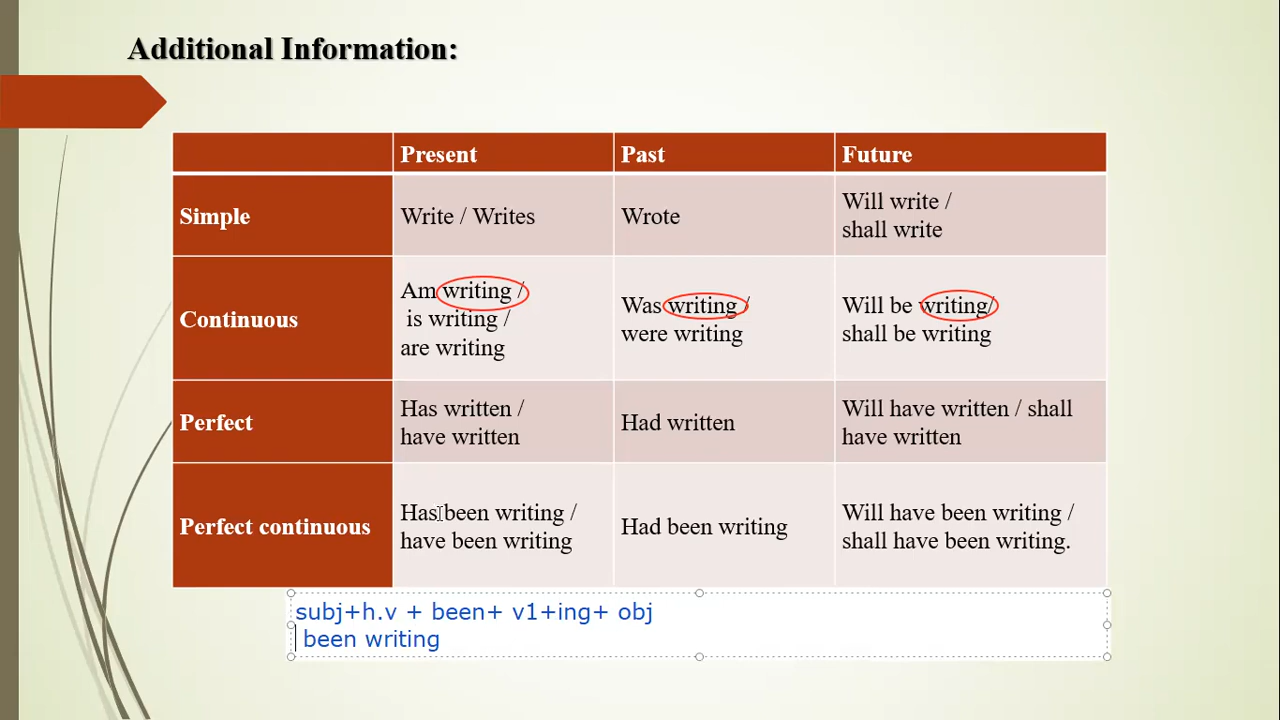 Additional Information:
Present
Past
Future
Simple
Write / Writes
Wrote
Will write /
shall write
Continuous
Am writing /
is writing /
are writing
Was writing /
were writing
Will be writing/
shall be writing
Perfect
Has written /
have written
Had written
Will have written / shall
have written
Perfect continuous
Has been writing /
have been writing
Had been writing
Will have been writing /
shall have been writing.
subj+h.v + been+ v1+ing+ obj
been writing